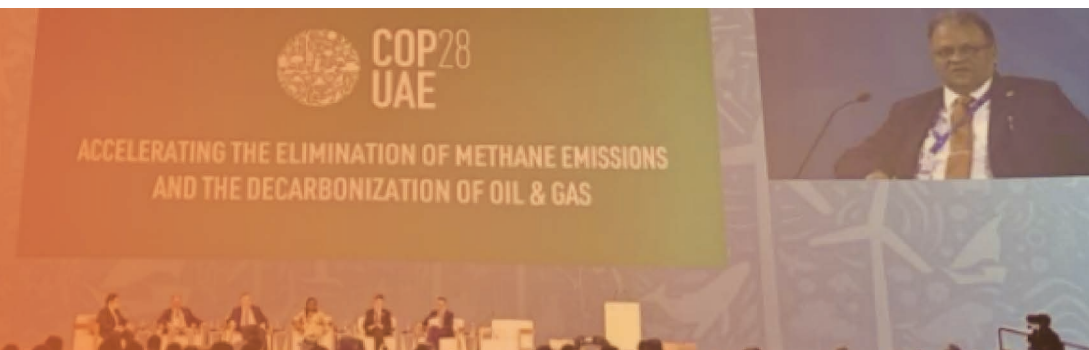 COP28
UAE
ACCELERATING THE ELIMINATION OF METHANE EMISSIONS
AND THE DECARBONIZATION OF OIL & GAS